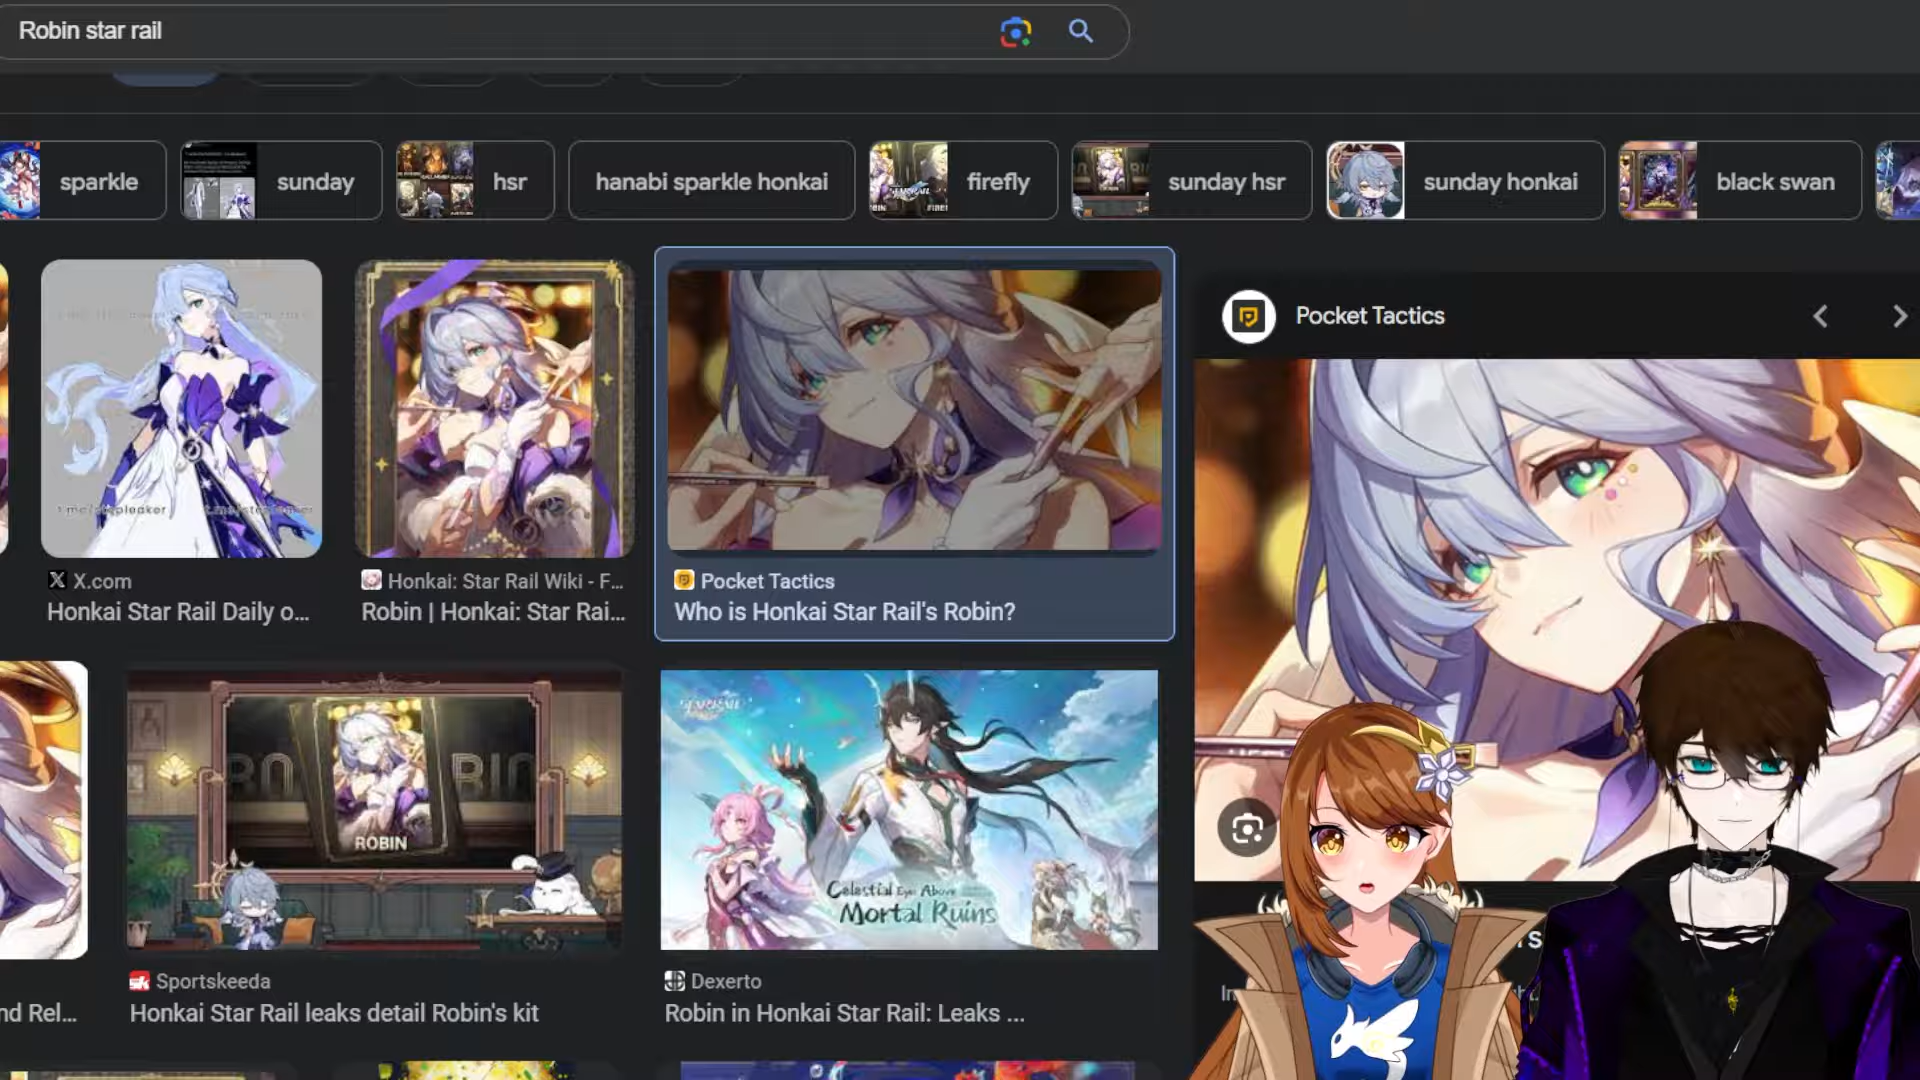 Robin star rail
sparkle
sunday
hsr
hanabi sparkle honkai
firefly
sunday hsr
sunday honkai
black swan
Pocket Tactics
X.com
Honkai Star Rail Daily o...
Honkai: Star Rail Wiki - F...
Robin | Honkai: Star Rai...
Pocket Tactics
Who is Honkai Star Rail's Robin?
ROBIN
Celestial Eyes Above
Mortal Ruins
nd Rel...
Sportskeeda
Honkai Star Rail leaks detail Robin's kit
Dexerto
Robin in Honkai Star Rail: Leaks ...